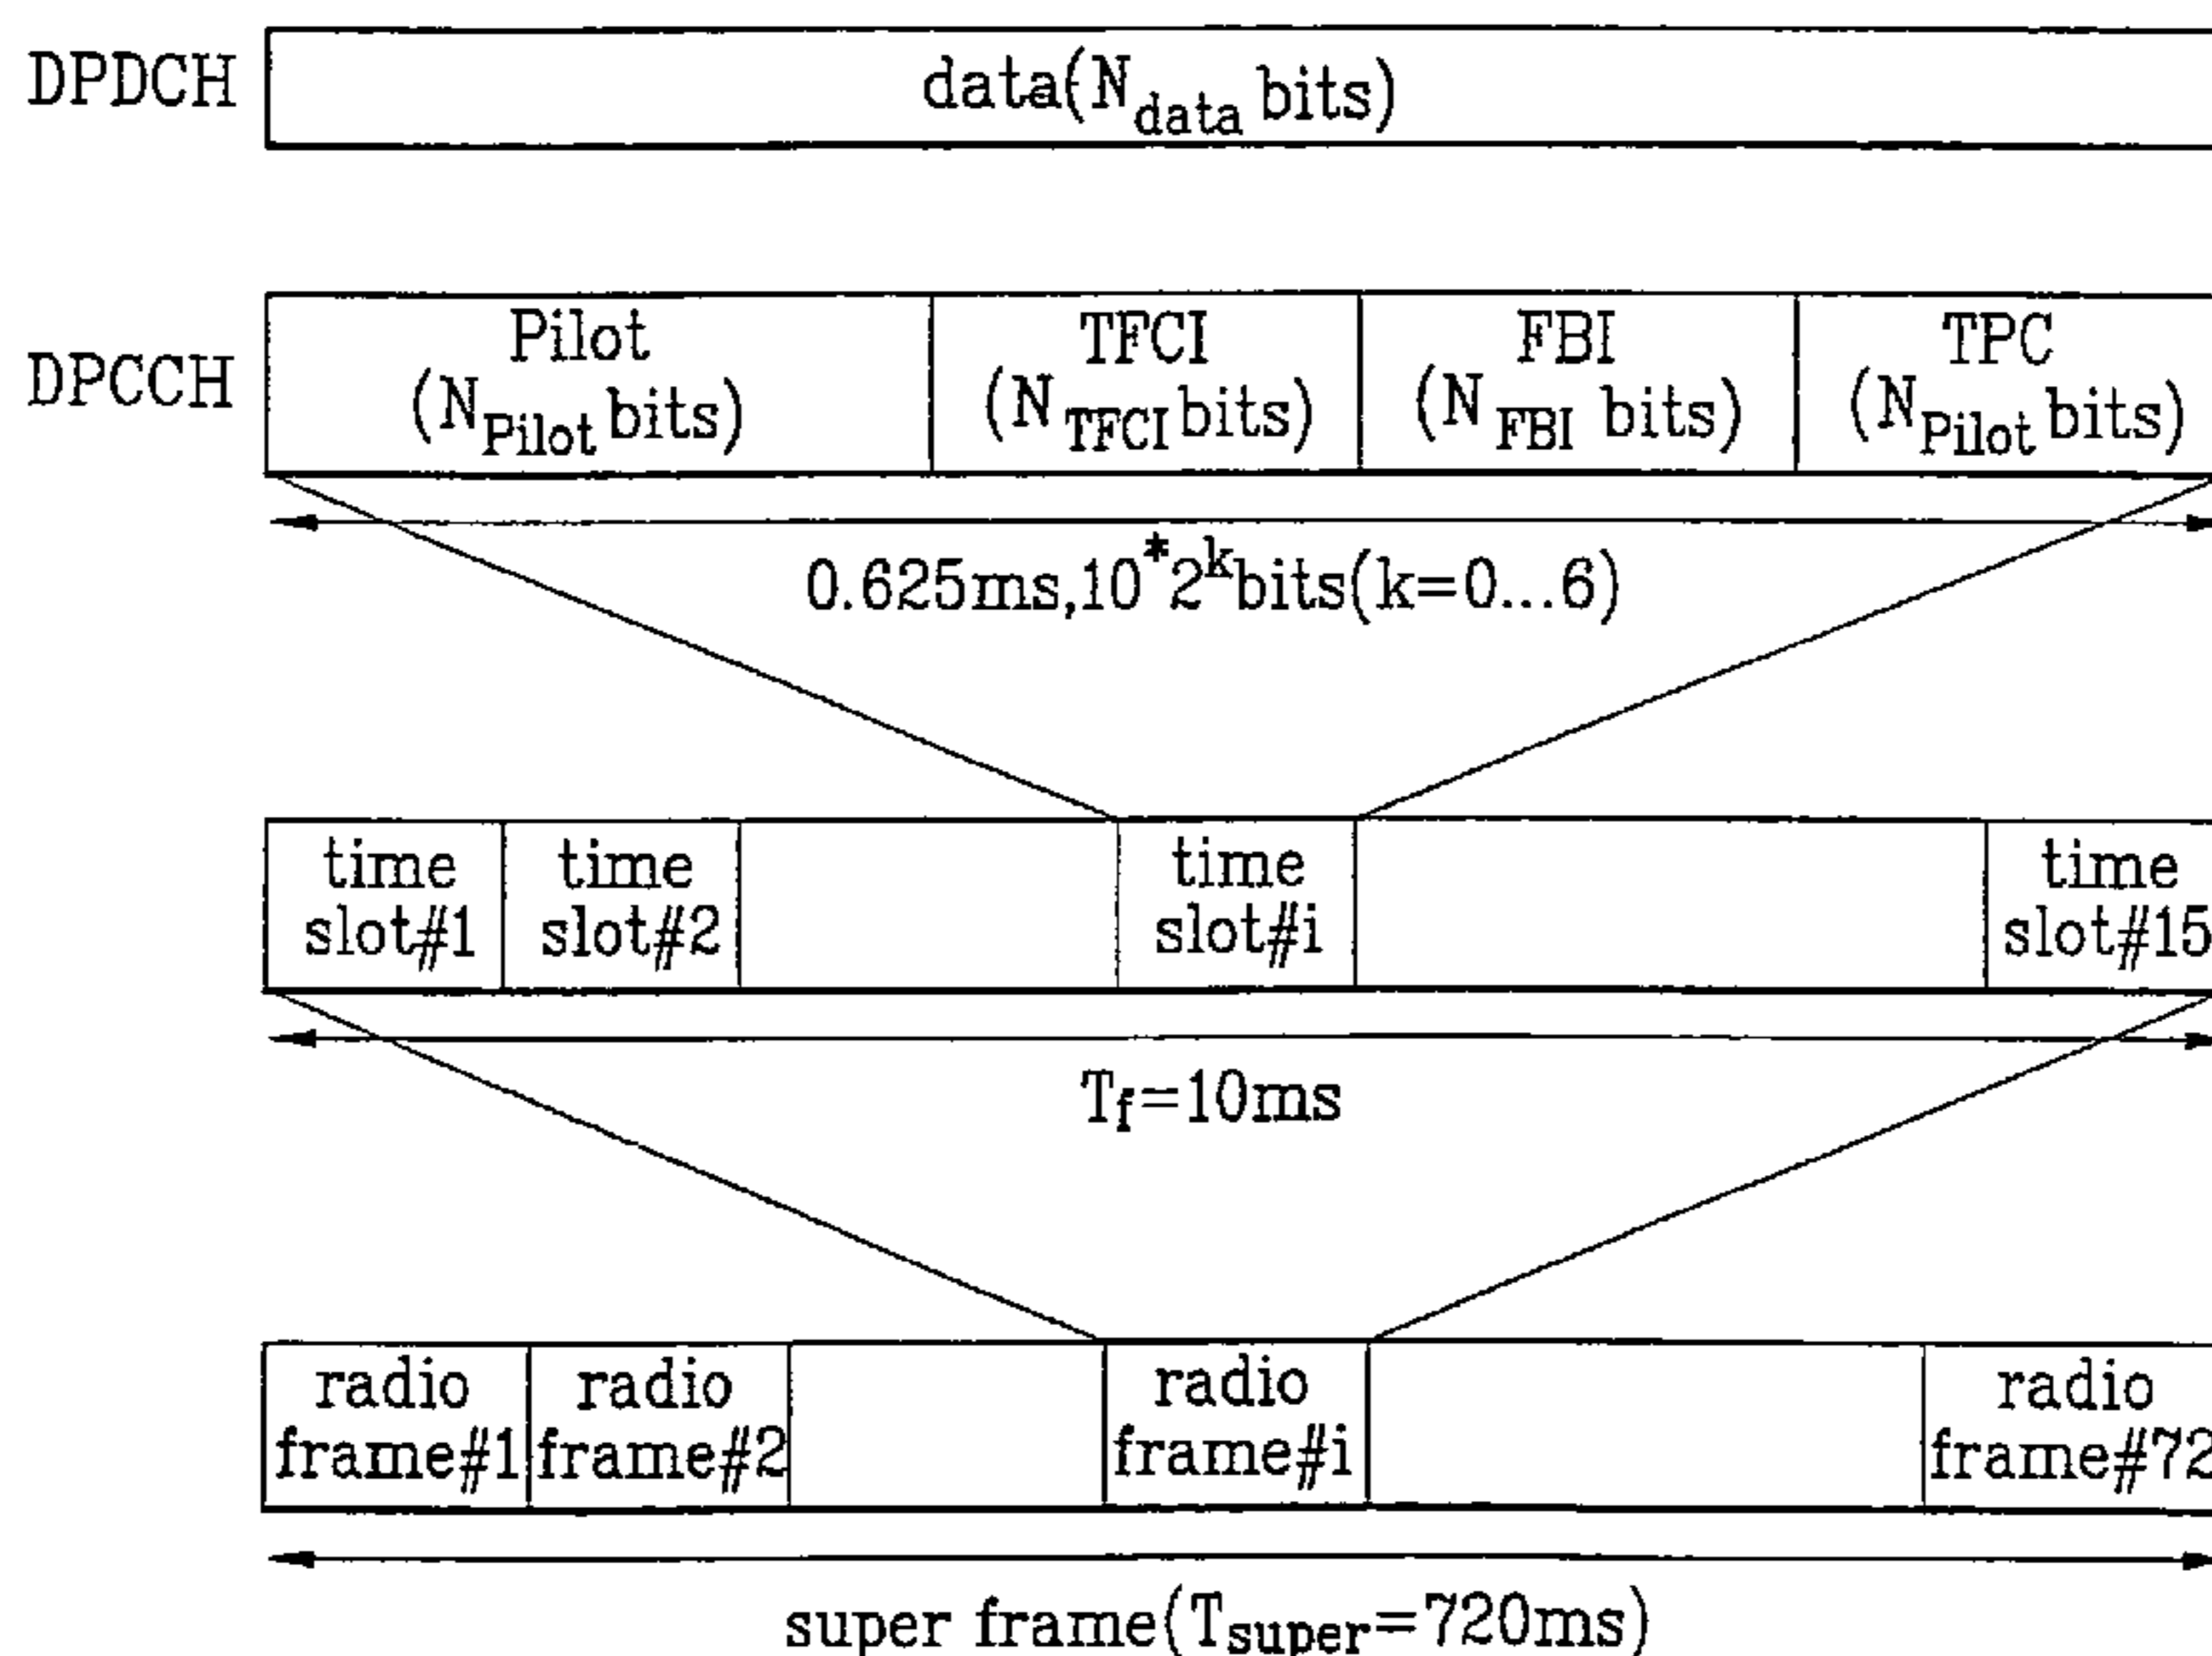 DPDCH
data(N_data bits)
DPCCH
Pilot
(N_Pilot bits)
TFCI
(N_TFCI bits)
FBI
(N_FBI bits)
TPC
(N_Pilot bits)
0.625ms,10*2^k bits(k=0...6)
time
slot#1
time
slot#2
time
slot#i
time
slot#15
T_f=10ms
radio
frame#1
radio
frame#2
radio
frame#i
radio
frame#72
super frame(T_super=720ms)